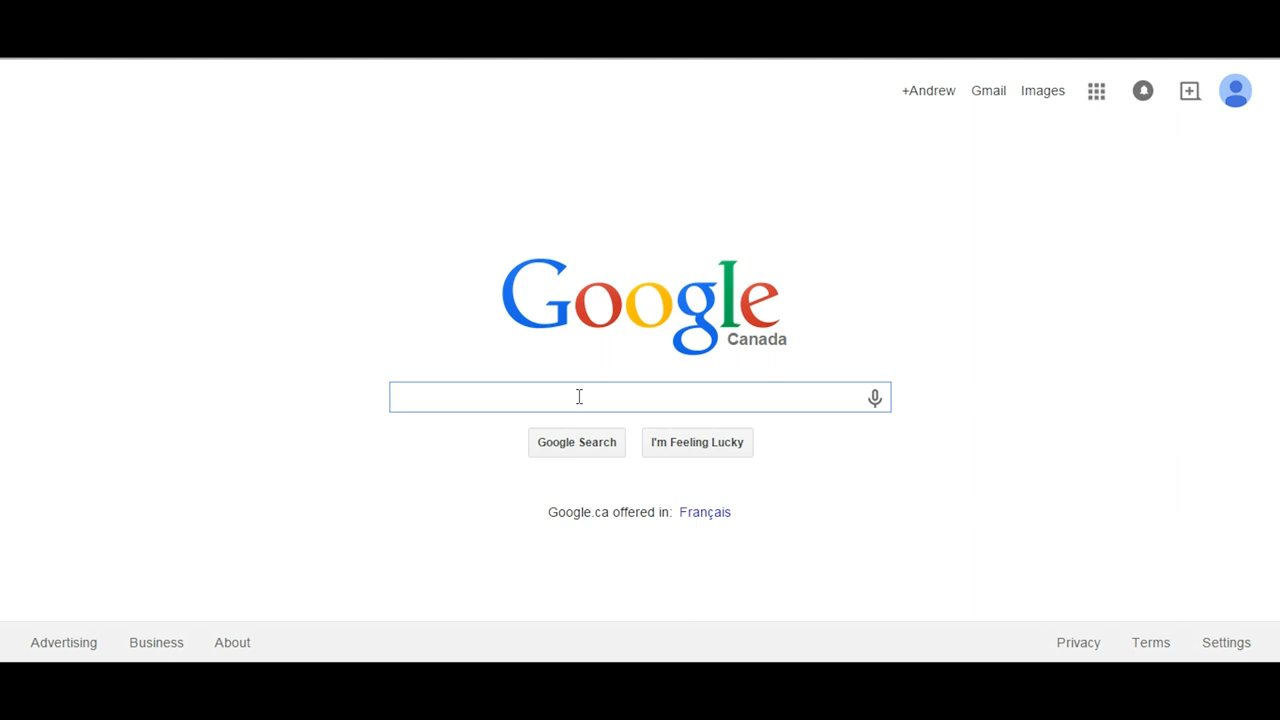 +Andrew Gmail Images
Google
Canada
Google Search I'm Feeling Lucky
Google.ca offered in: Français
Advertising Business About Privacy Terms Settings